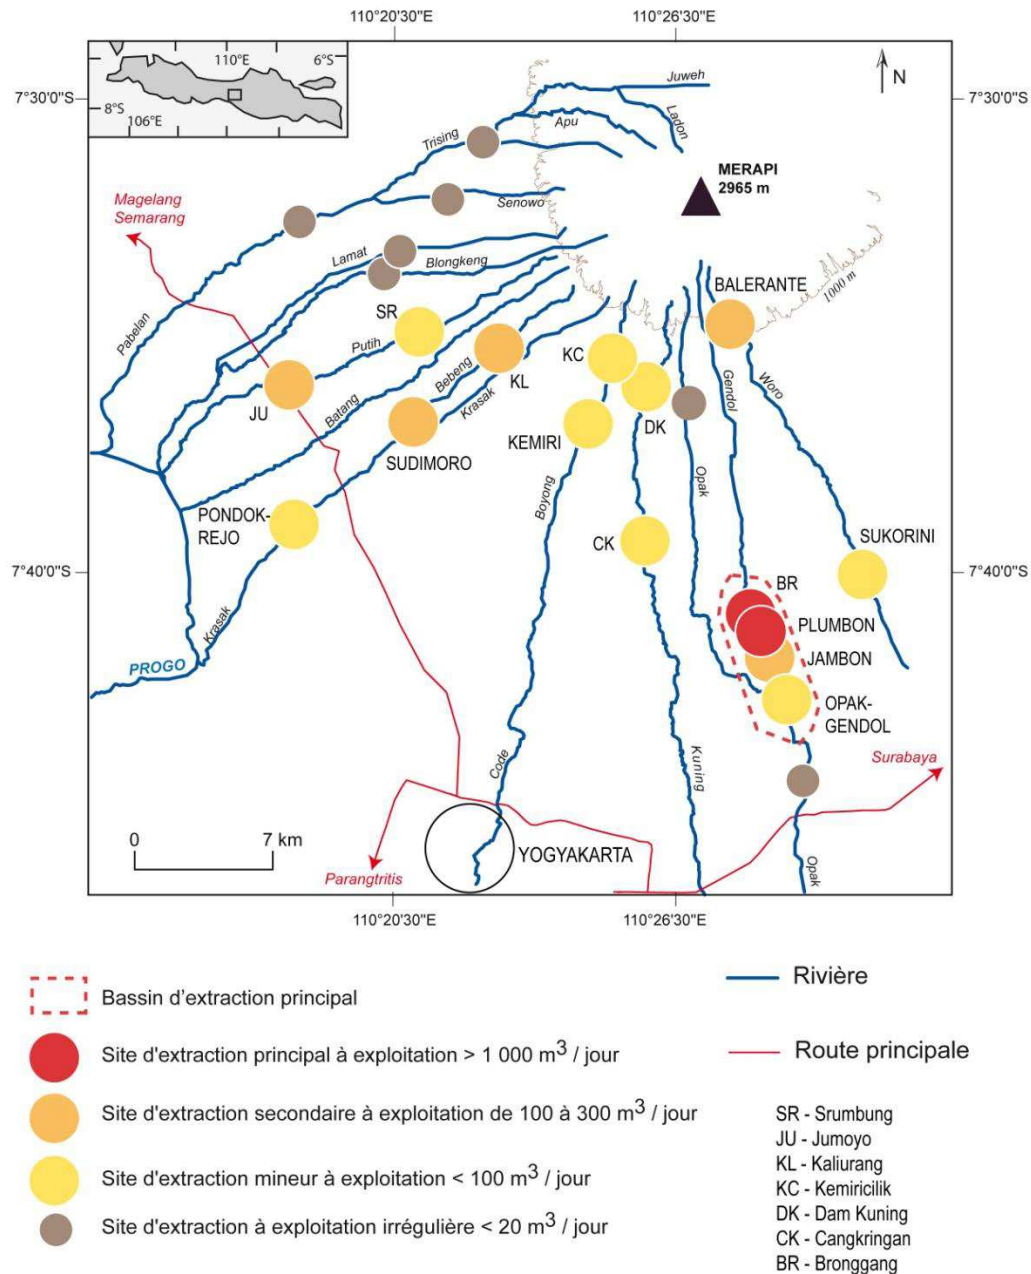 110°20'30"E
110°26'30"E
110°E
6°S
8°S
106°E
N
7°30'0"S
7°30'0"S
Juweh
Ladon
Apu
Trising
Senowo
MERAPI
2965 m
Magelang
Semarang
Lamat
Blongkeng
1000 m
BALERANTE
Pabelan
SR
Putih
KC
KL
Bebeng
Krasak
JU
Batang
DK
Gendol
Woro
KEMIRI
SUDIMORO
Opak
Boyong
PONDOK-
REJO
CK
SUKORINI
7°40'0"S
7°40'0"S
BR
PLUMBON
JAMBON
Krasak
PROGO
OPAK-
GENDOL
Code
Kuning
Surabaya
0
7 km
YOGYAKARTA
Parangtritis
Opak
110°20'30"E
110°26'30"E
Bassin d'extraction principal
Site d'extraction principal à exploitation > 1 000 m³ / jour
Site d'extraction secondaire à exploitation de 100 à 300 m³ / jour
Site d'extraction mineur à exploitation < 100 m³ / jour
Site d'extraction à exploitation irrégulière < 20 m³ / jour
Rivière
Route principale
SR - Srumbung
JU - Jumoyo
KL - Kaliurang
KC - Kemiricilik
DK - Dam Kuning
CK - Cangkringan
BR - Bronggang